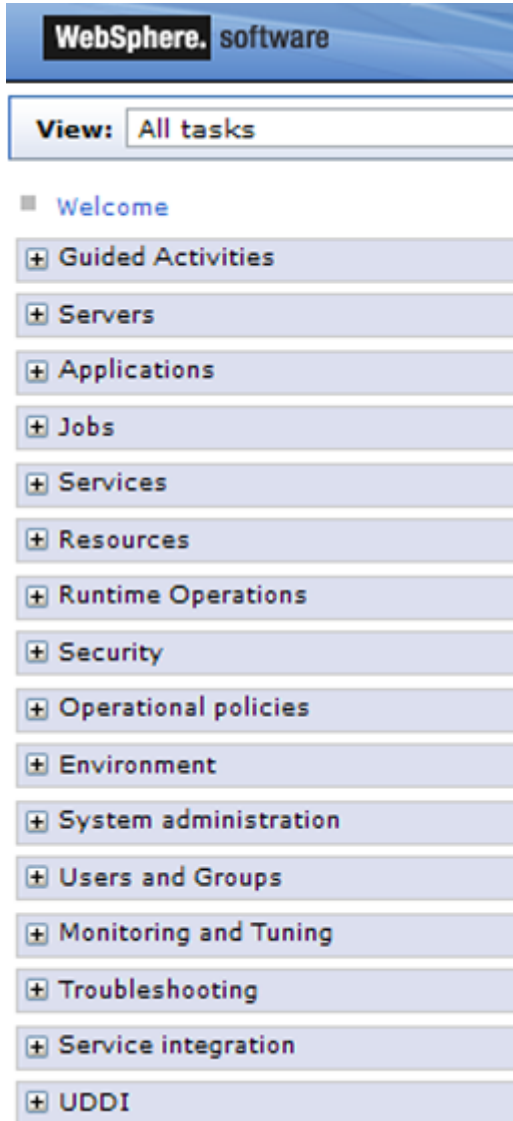 WebSphere. software
View: All tasks
Welcome
Guided Activities
Servers
Applications
Jobs
Services
Resources
Runtime Operations
Security
Operational policies
Environment
System administration
Users and Groups
Monitoring and Tuning
Troubleshooting
Service integration
UDDI